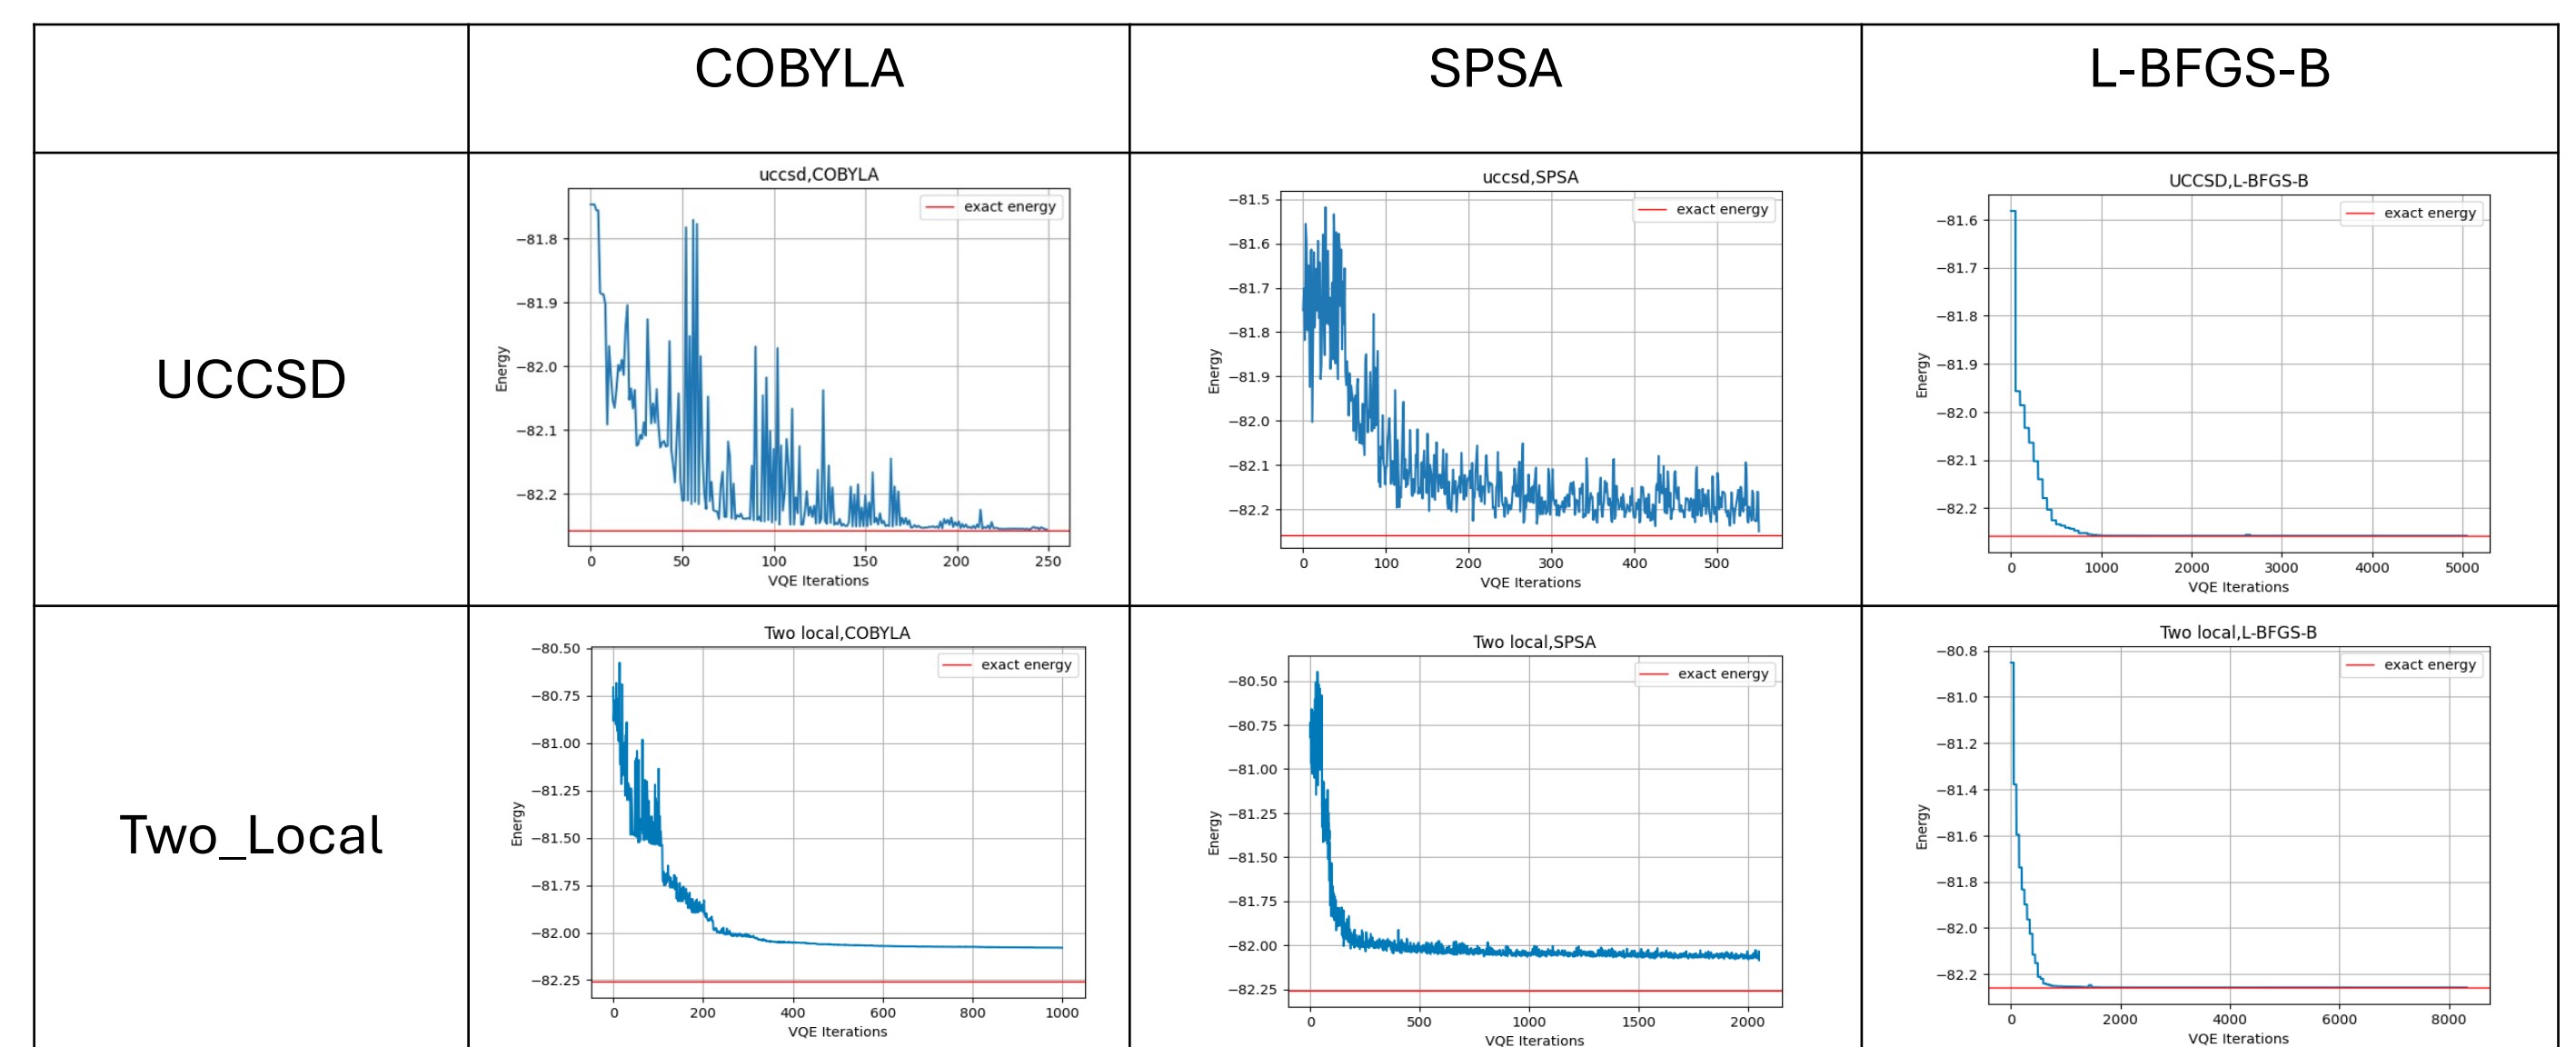 COBYLA
SPSA
L-BFGS-B
UCCSD
uccsd,COBYLA
exact energy
Energy
−81.8
−81.9
−82.0
−82.1
−82.2
0 50 100 150 200 250
VQE Iterations
uccsd,SPSA
exact energy
Energy
−81.5
−81.6
−81.7
−81.8
−81.9
−82.0
−82.1
−82.2
0 100 200 300 400 500
VQE Iterations
UCCSD,L-BFGS-B
exact energy
Energy
−81.6
−81.7
−81.8
−81.9
−82.0
−82.1
−82.2
0 1000 2000 3000 4000 5000
VQE Iterations
Two_Local
Two local,COBYLA
exact energy
Energy
−80.50
−80.75
−81.00
−81.25
−81.50
−81.75
−82.00
−82.25
0 200 400 600 800 1000
VQE Iterations
Two local,SPSA
exact energy
Energy
−80.50
−80.75
−81.00
−81.25
−81.50
−81.75
−82.00
−82.25
0 500 1000 1500 2000
VQE Iterations
Two local,L-BFGS-B
exact energy
Energy
−80.8
−81.0
−81.2
−81.4
−81.6
−81.8
−82.0
−82.2
0 2000 4000 6000 8000
VQE Iterations